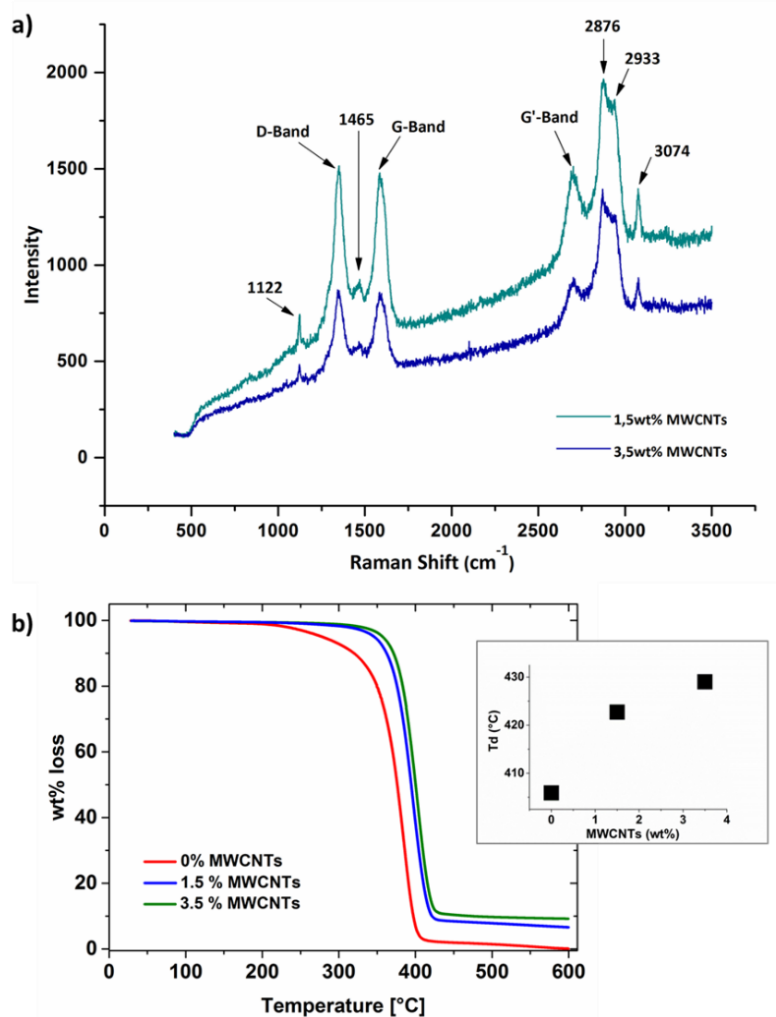 a)
2876
2933
1465
G'-Band
D-Band
G-Band
3074
1122
2000
1500
1000
500
0
Intensity
1,5wt% MWCNTs
3,5wt% MWCNTs
0 500 1000 1500 2000 2500 3000 3500
Raman Shift (cm⁻¹)
b)
100
80
60
40
20
0
wt% loss
0% MWCNTs
1.5 % MWCNTs
3.5 % MWCNTs
0 100 200 300 400 500 600
Temperature [°C]
430
420
410
Td (°C)
0 1 2 3 4
MWCNTs (wt%)